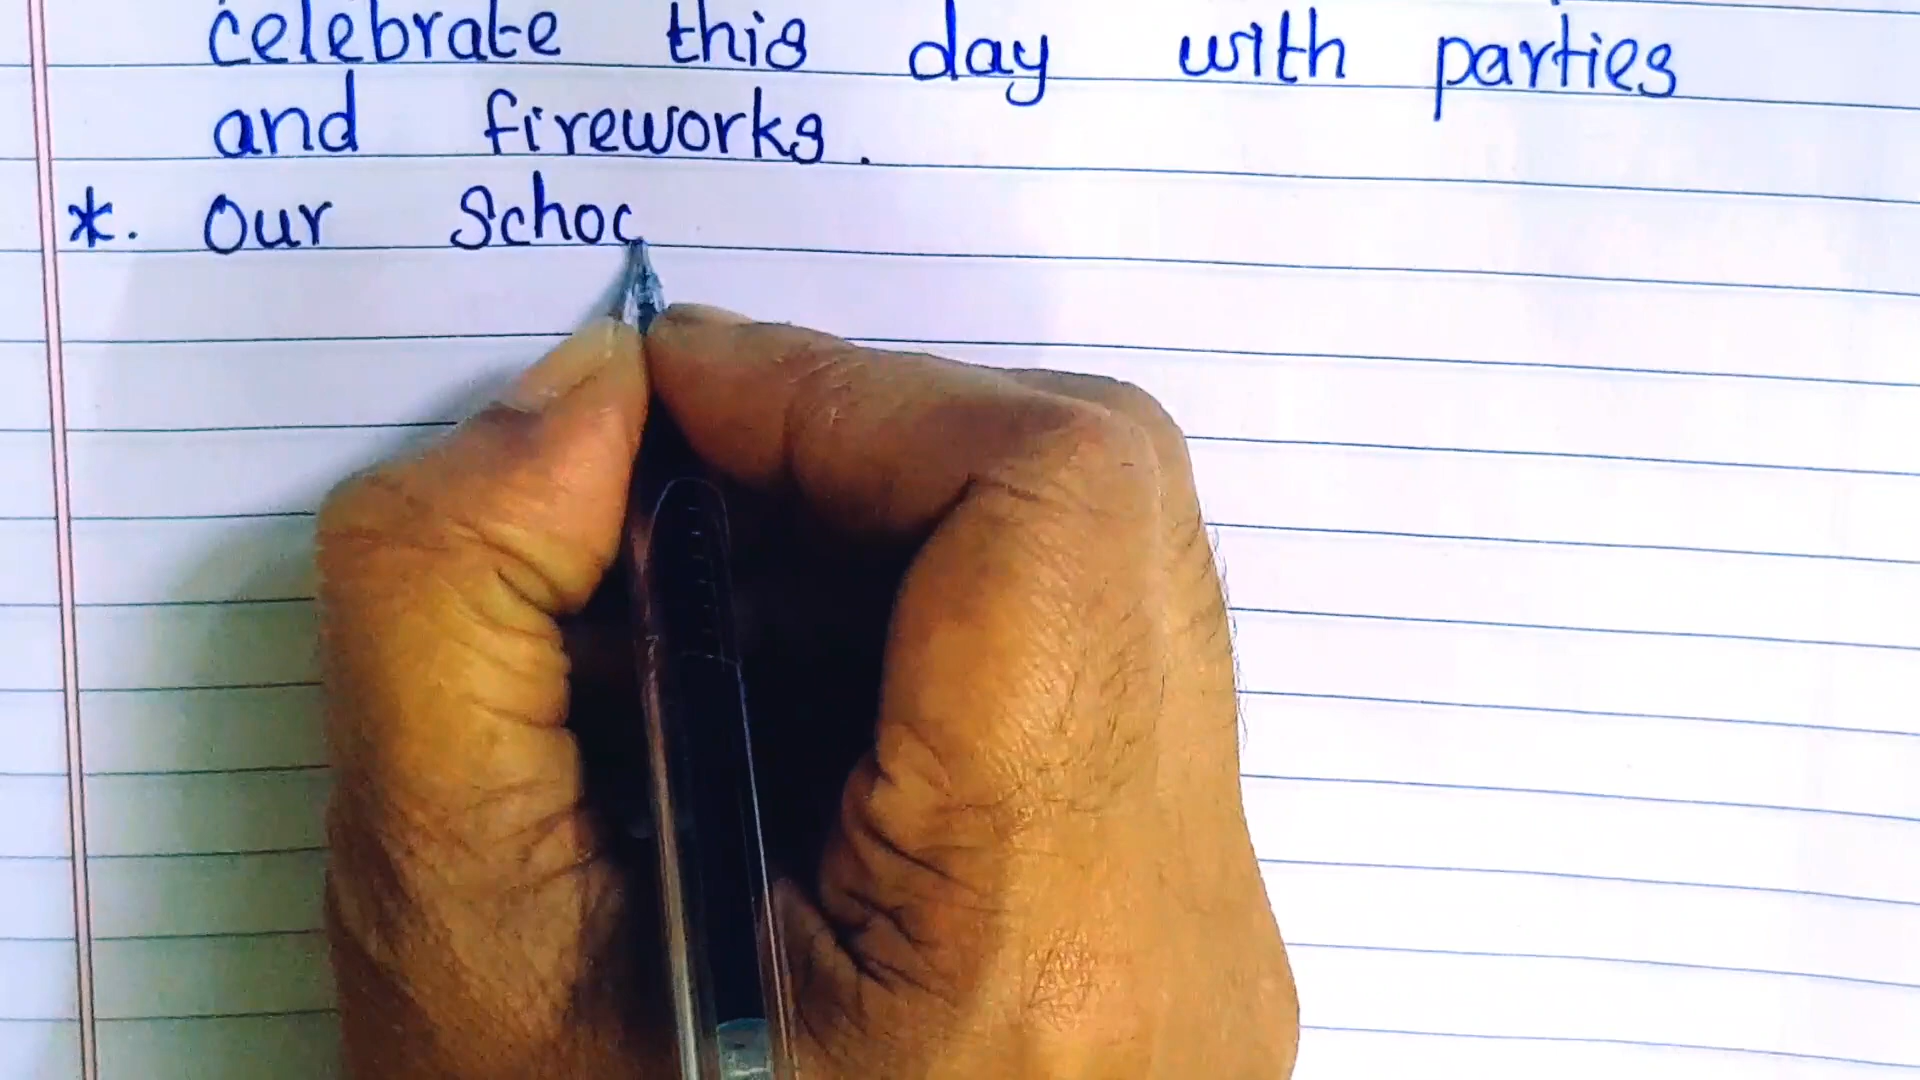 celebrate this day with parties
and fireworks.
*. Our Schoc